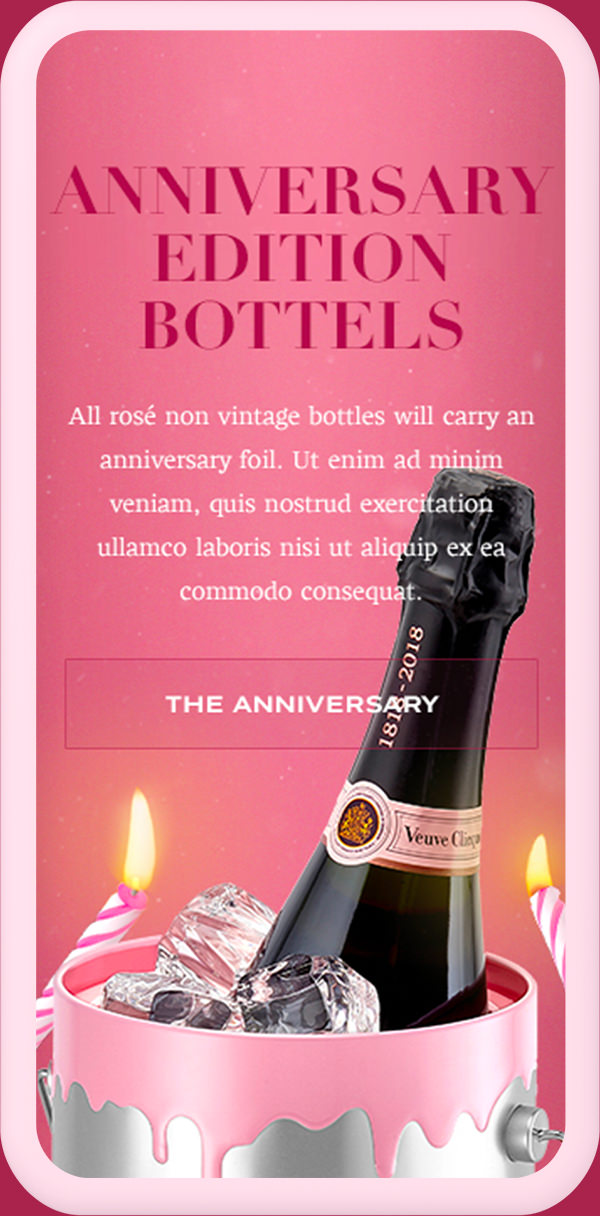 ANNIVERSARY
EDITION
BOTTELS
All rosé non vintage bottles will carry an
anniversary foil. Ut enim ad minim
veniam, quis nostrud exercitation
ullamco laboris nisi ut aliquip ex ea
commodo consequat.
THE ANNIVERSARY
1818 - 2018
Veuve